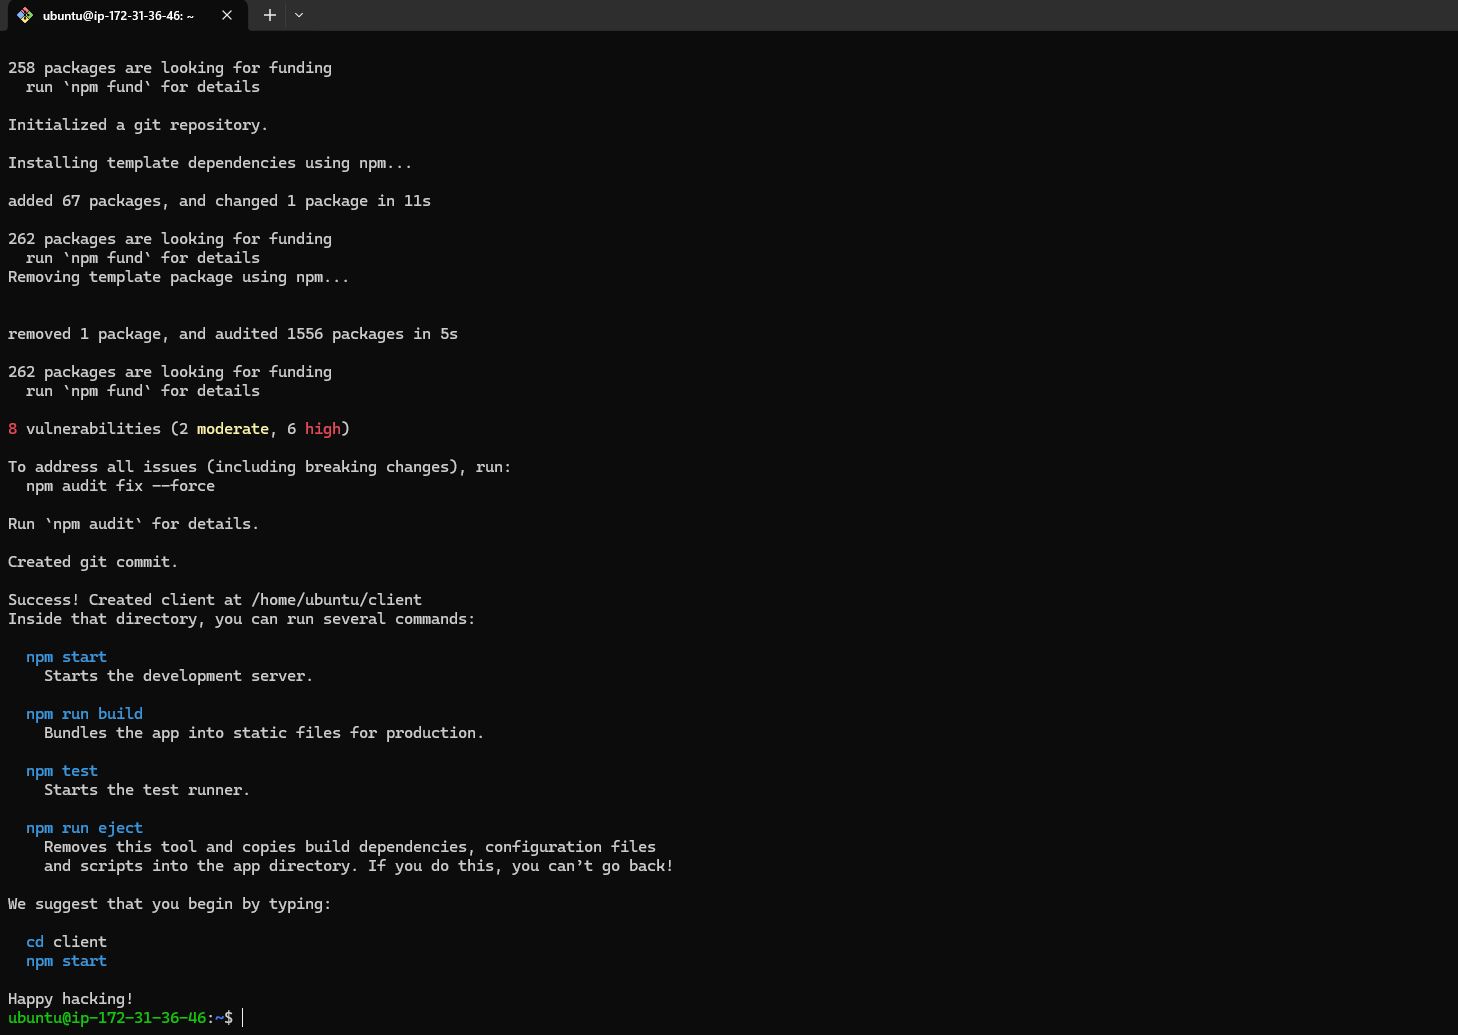 ubuntu@ip-172-31-36-46: ~
258 packages are looking for funding
run `npm fund` for details
Initialized a git repository.
Installing template dependencies using npm...
added 67 packages, and changed 1 package in 11s
262 packages are looking for funding
run `npm fund` for details
Removing template package using npm...
removed 1 package, and audited 1556 packages in 5s
262 packages are looking for funding
run `npm fund` for details
8 vulnerabilities (2 moderate, 6 high)
To address all issues (including breaking changes), run:
npm audit fix --force
Run `npm audit` for details.
Created git commit.
Success! Created client at /home/ubuntu/client
Inside that directory, you can run several commands:
npm start
Starts the development server.
npm run build
Bundles the app into static files for production.
npm test
Starts the test runner.
npm run eject
Removes this tool and copies build dependencies, configuration files
and scripts into the app directory. If you do this, you can’t go back!
We suggest that you begin by typing:
cd client
npm start
Happy hacking!
ubuntu@ip-172-31-36-46:~$